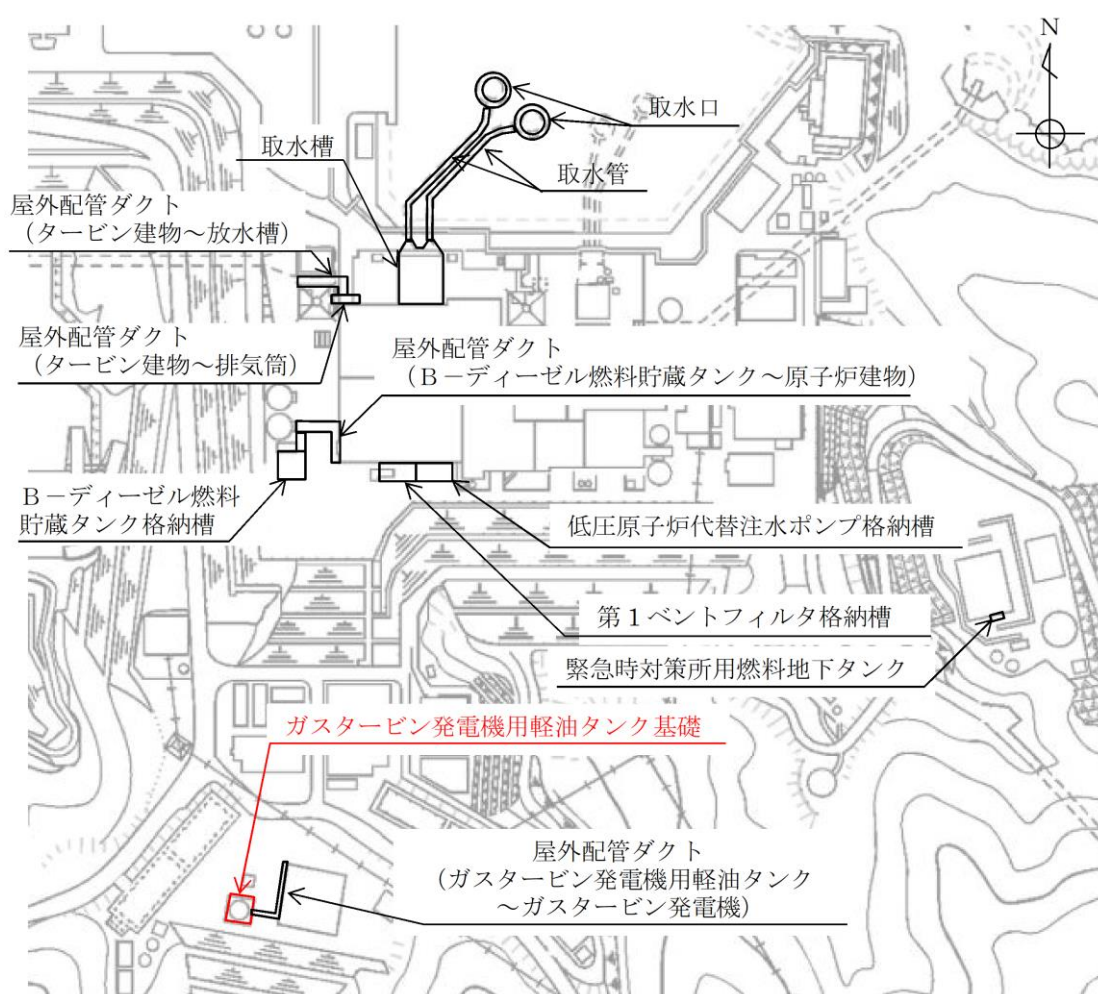 N
取水口
取水槽
取水管
屋外配管ダクト
（タービン建物～放水槽）
屋外配管ダクト
（タービン建物～排気筒）
屋外配管ダクト
（Ｂ－ディーゼル燃料貯蔵タンク～原子炉建物）
Ｂ－ディーゼル燃料
貯蔵タンク格納槽
低圧原子炉代替注水ポンプ格納槽
第１ベントフィルタ格納槽
緊急時対策所用燃料地下タンク
ガスタービン発電機用軽油タンク基礎
屋外配管ダクト
（ガスタービン発電機用軽油タンク
～ガスタービン発電機）